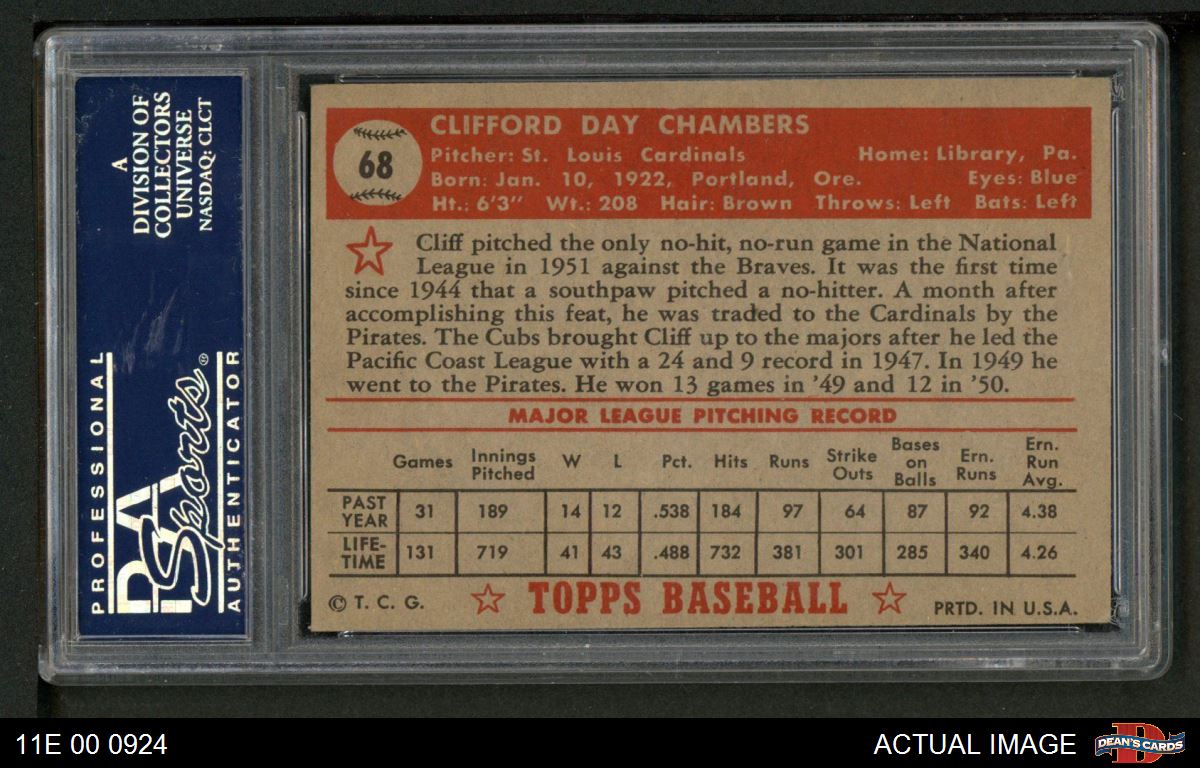 A
DIVISION OF
COLLECTORS
UNIVERSE
NASDAQ: CLCT
PROFESSIONAL
PSA
Sports®
AUTHENTICATOR
68
CLIFFORD DAY CHAMBERS
Pitcher: St. Louis Cardinals Home: Library, Pa.
Born: Jan. 10, 1922, Portland, Ore. Eyes: Blue
Ht.: 6'3" Wt.: 208 Hair: Brown Throws: Left Bats: Left
Cliff pitched the only no-hit, no-run game in the National
League in 1951 against the Braves. It was the first time
since 1944 that a southpaw pitched a no-hitter. A month after
accomplishing this feat, he was traded to the Cardinals by the
Pirates. The Cubs brought Cliff up to the majors after he led the
Pacific Coast League with a 24 and 9 record in 1947. In 1949 he
went to the Pirates. He won 13 games in '49 and 12 in '50.
MAJOR LEAGUE PITCHING RECORD
Games Innings Pitched W L Pct. Hits Runs Strike Outs Bases on Balls Ern. Runs Ern. Run Avg.
PAST YEAR 31 189 14 12 .538 184 97 64 87 92 4.38
LIFE-TIME 131 719 41 43 .488 732 381 301 285 340 4.26
© T. C. G. TOPPS BASEBALL PRTD. IN U.S.A.
11E 00 0924 ACTUAL IMAGE DEAN'S CARDS